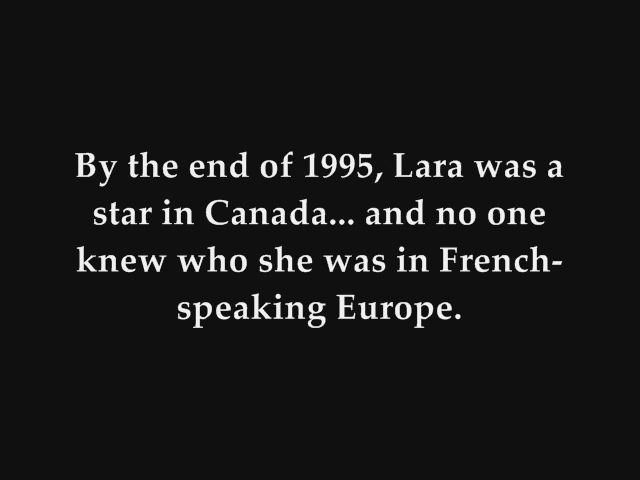 By the end of 1995, Lara was a
star in Canada... and no one
knew who she was in French-
speaking Europe.